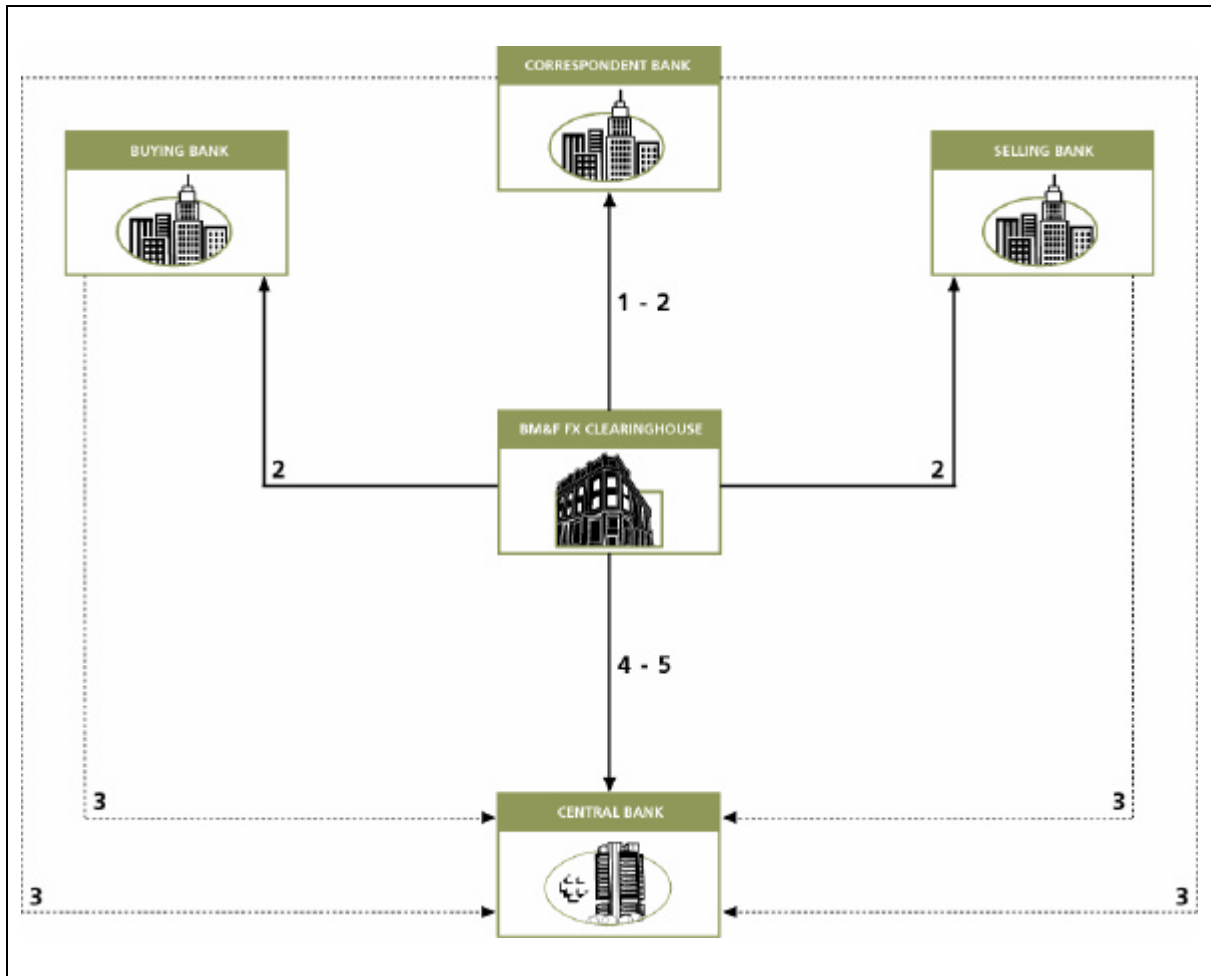 CORRESPONDENT BANK
BUYING BANK
SELLING BANK
1 - 2
BM&F FX CLEARINGHOUSE
2
2
4 - 5
3
3
CENTRAL BANK
3
3